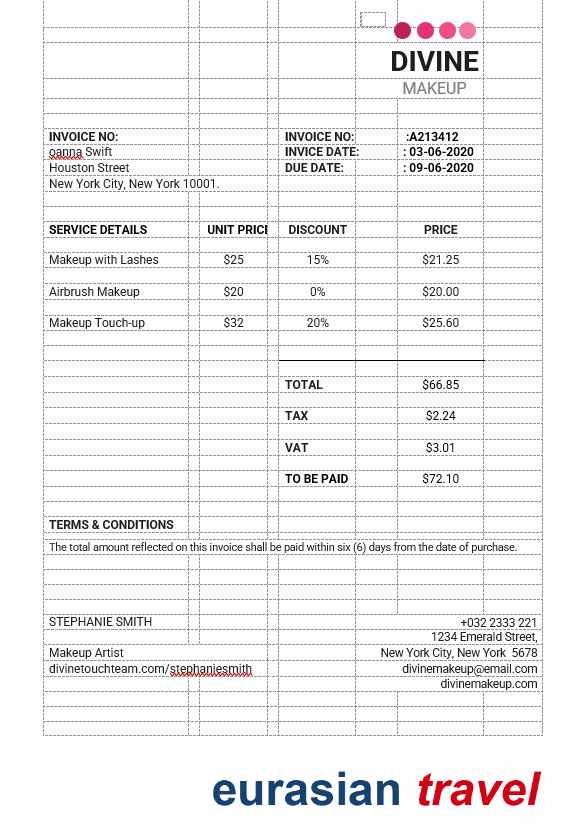 DIVINE
MAKEUP
INVOICE NO: INVOICE NO: :A213412
oanna Swift INVICE DATE: : 03-06-2020
Houston Street DUE DATE: : 09-06-2020
New York City, New York 10001.
SERVICE DETAILS UNIT PRICE DISCOUNT PRICE
Makeup with Lashes $25 15% $21.25
Airbrush Makeup $20 0% $20.00
Makeup Touch-up $32 20% $25.60
TOTAL $66.85
TAX $2.24
VAT $3.01
TO BE PAID $72.10
TERMS & CONDITIONS
The total amount reflected on this invoice shall be paid within six (6) days from the date of purchase.
STEPHANIE SMITH +032 2333 221
1234 Emerald Street,
Makeup Artist New York City, New York 5678
divinetouchteam.com/stephaniesmith divinemakeup@email.com
divinemakeup.com
eurasian travel